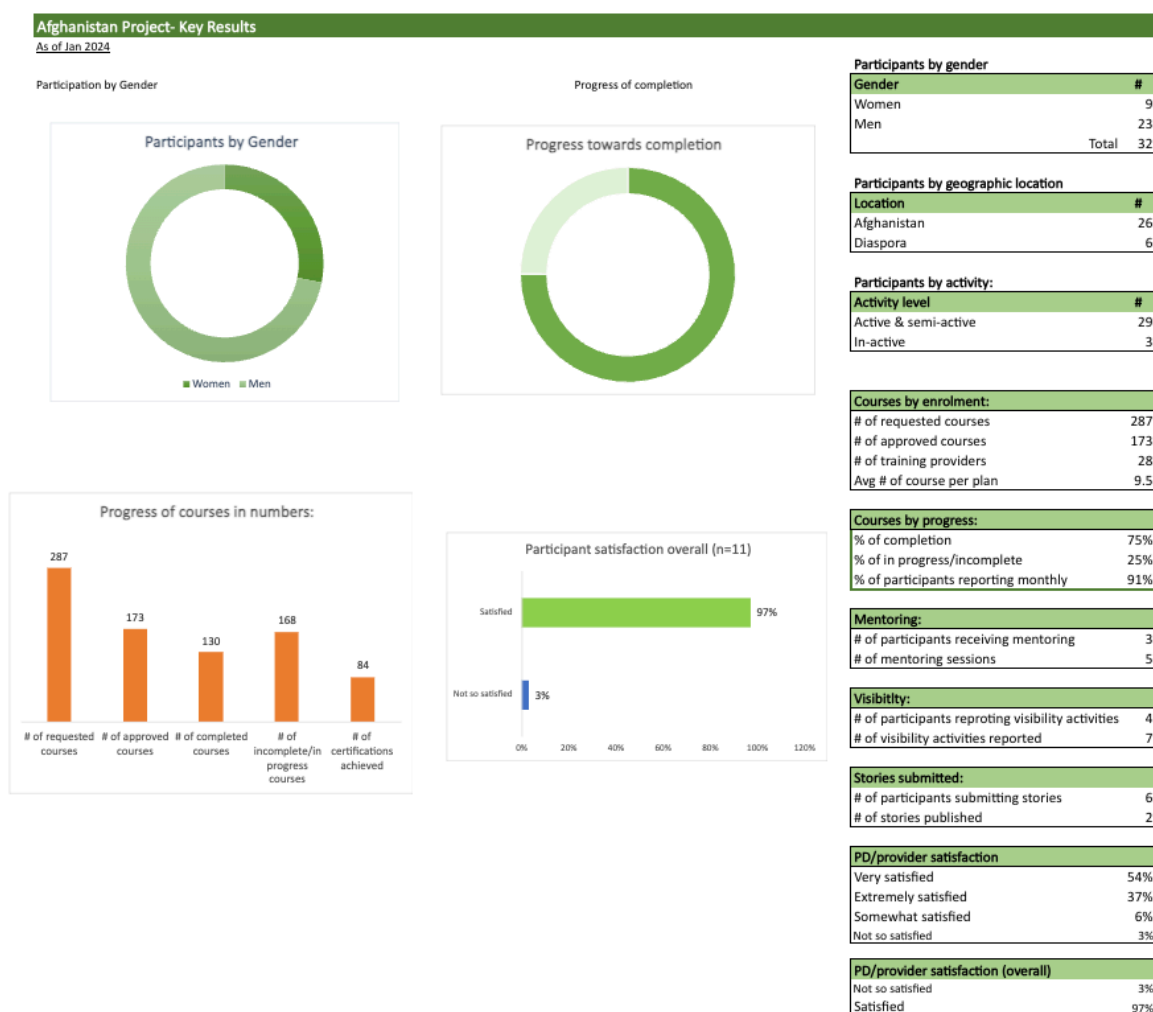 Afghanistan Project- Key Results
As of Jan 2024
Participation by Gender
Progress of completion
Participants by Gender
Women Men
Progress towards completion
Progress of courses in numbers:
287
173
130
168
84
# of requested courses
# of approved courses
# of completed courses
# of incomplete/in progress courses
# of certifications achieved
Participant satisfaction overall (n=11)
Satisfied 97%
Not so satisfied 3%
0% 20% 40% 60% 80% 100% 120%
Participants by gender
Gender #
Women 9
Men 23
Total 32
Participants by geographic location
Location #
Afghanistan 26
Diaspora 6
Participants by activity:
Activity level #
Active & semi-active 29
In-active 3
Courses by enrolment:
# of requested courses 287
# of approved courses 173
# of training providers 28
Avg # of course per plan 9.5
Courses by progress:
% of completion 75%
% of in progress/incomplete 25%
% of participants reporting monthly 91%
Mentoring:
# of participants receiving mentoring 3
# of mentoring sessions 5
Visibitlty:
# of participants reproting visibility activities 4
# of visibility activities reported 7
Stories submitted:
# of participants submitting stories 6
# of stories published 2
PD/provider satisfaction
Very satisfied 54%
Extremely satisfied 37%
Somewhat satisfied 6%
Not so satisfied 3%
PD/provider satisfaction (overall)
Not so satisfied 3%
Satisfied 97%